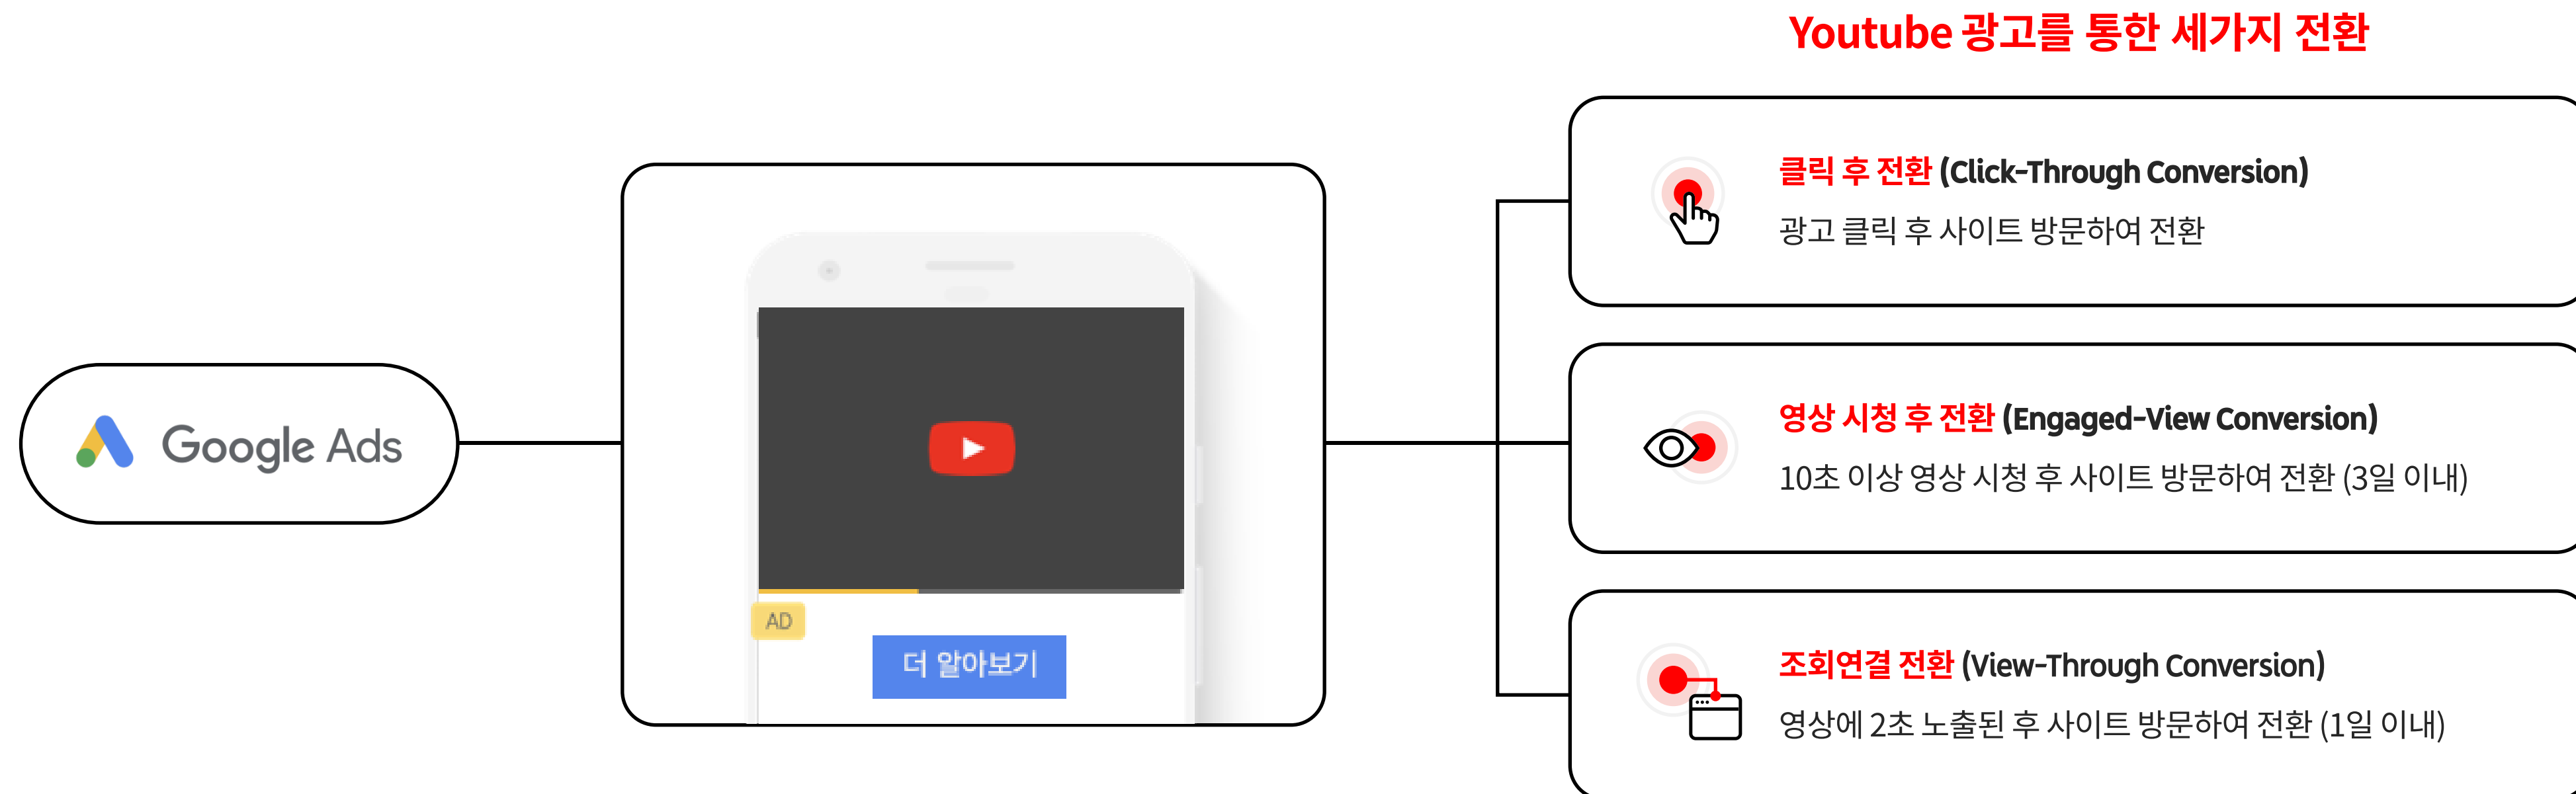 Youtube 광고를 통한 세가지 전환
Google Ads
AD
더 알아보기
클릭 후 전환 (Click-Through Conversion)
광고 클릭 후 사이트 방문하여 전환
영상 시청 후 전환 (Engaged-View Conversion)
10초 이상 영상 시청 후 사이트 방문하여 전환 (3일 이내)
조회연결 전환 (View-Through Conversion)
영상에 2초 노출된 후 사이트 방문하여 전환 (1일 이내)